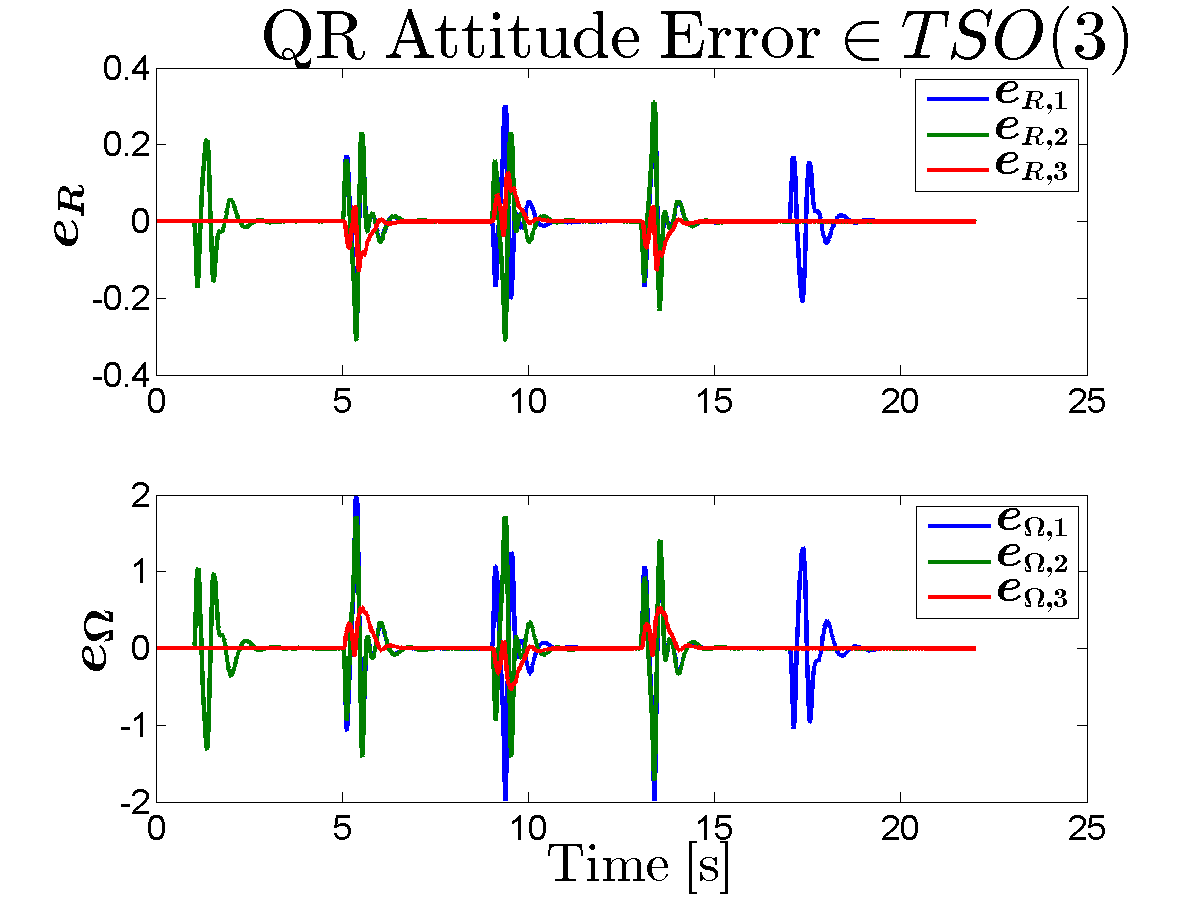 QR Attitude Error ∈ TSO(3)
0.4
0.2
0
-0.2
-0.4
e_R
e_{R,1}
e_{R,2}
e_{R,3}
0 5 10 15 20 25
2
1
0
-1
-2
e_Ω
e_{Ω,1}
e_{Ω,2}
e_{Ω,3}
0 5 10 15 20 25
Time [s]